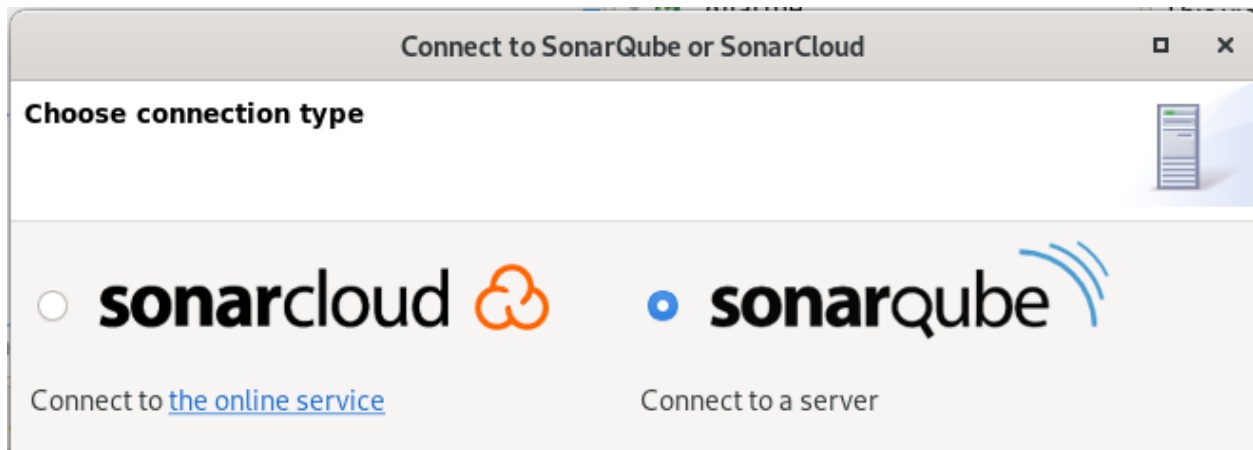 Connect to SonarQube or SonarCloud
Choose connection type
sonarcloud
sonarqube
Connect to the online service
Connect to a server